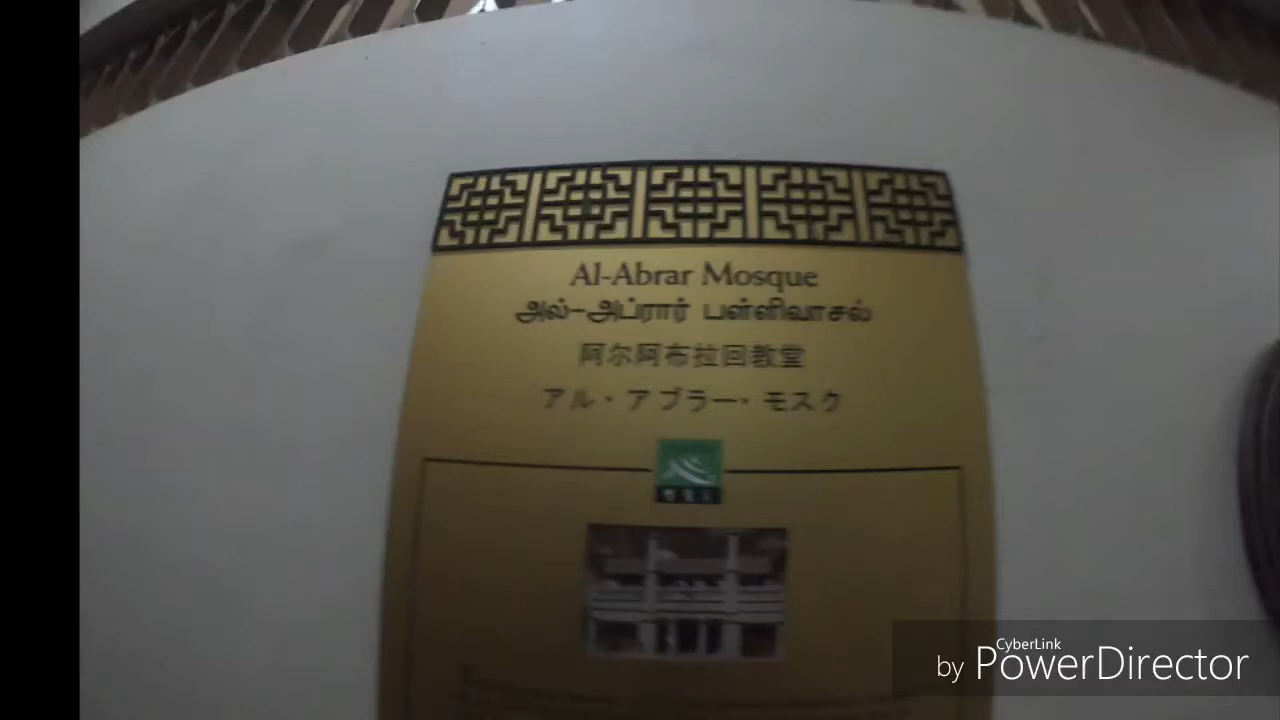 Al-Abrar Mosque
அல்-அப்ரார் பள்ளிவாசல்
阿尔阿布拉回教堂
アル・アブラー・モスク
CyberLink
by PowerDirector